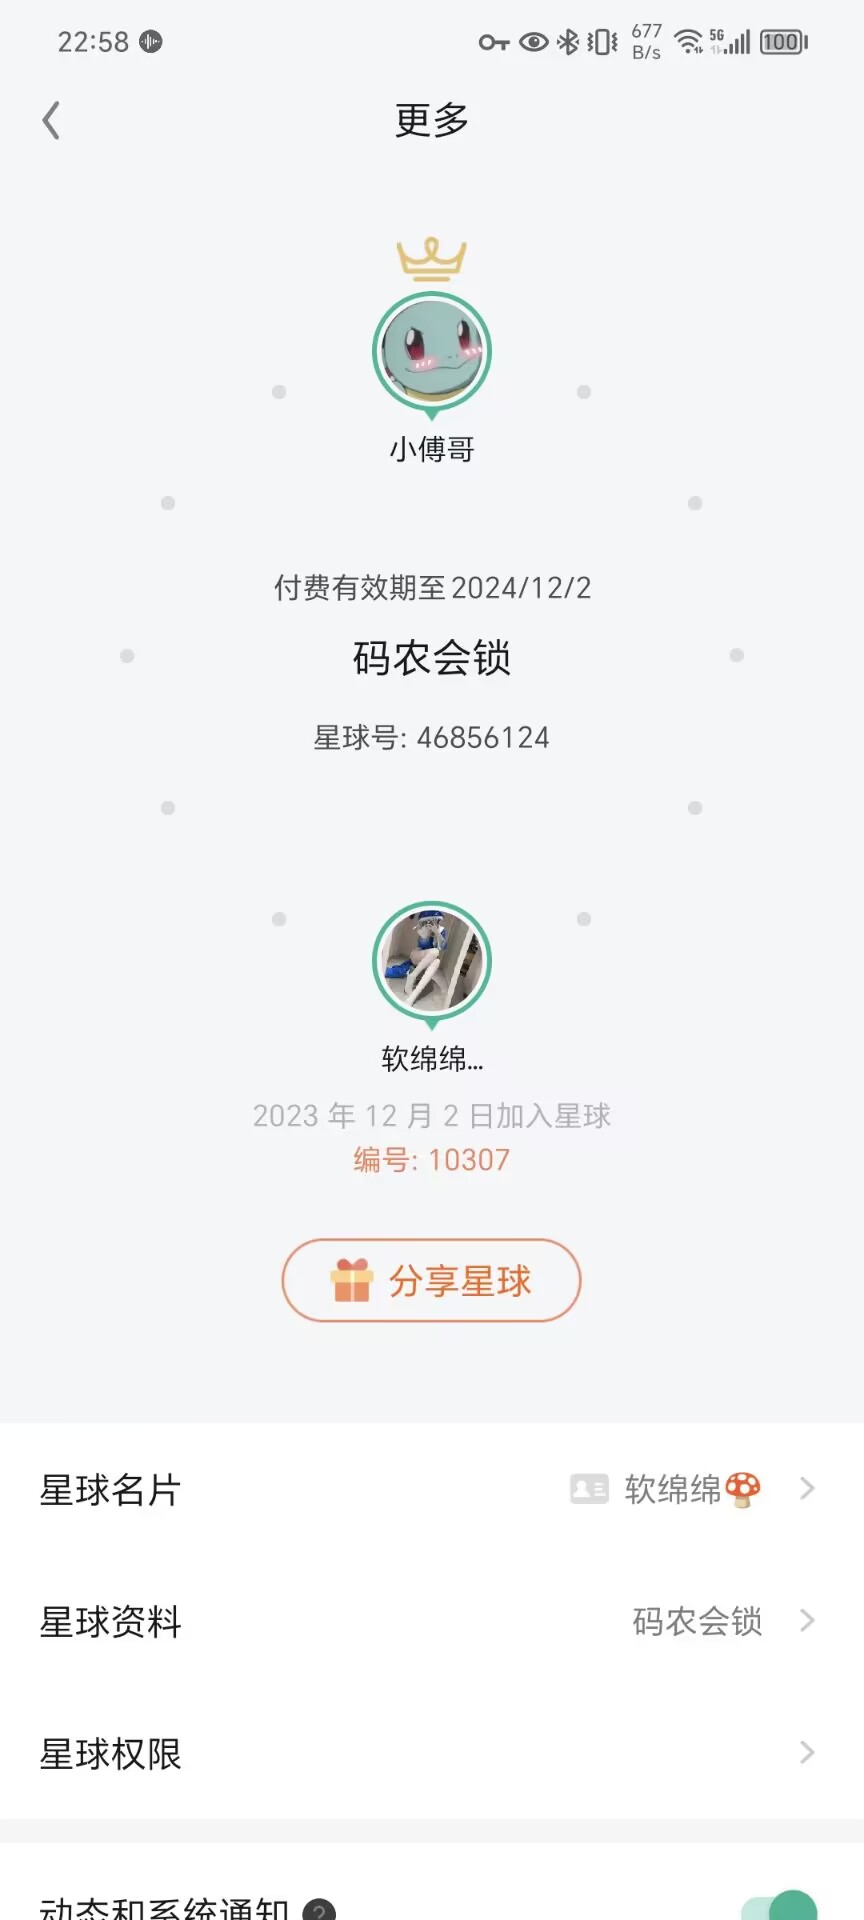 22:58
677 B/s
5G
100
更多
小傅哥
付费有效期至2024/12/2
码农会锁
星球号: 46856124
软绵绵...
2023 年 12 月 2 日加入星球
编号: 10307
分享星球
星球名片 软绵绵🍄
星球资料 码农会锁
星球权限
动态和系统通知 ?